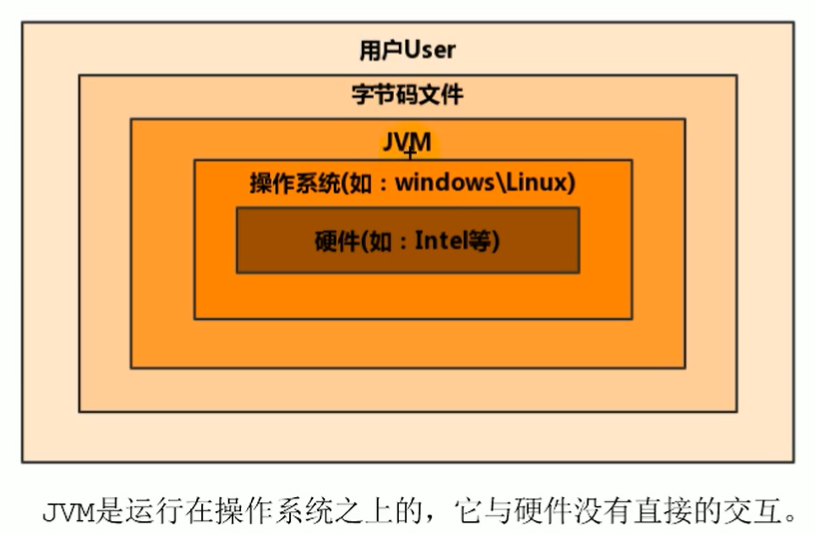 用户User
字节码文件
JVM
操作系统(如：windows\Linux)
硬件(如：Intel等)
JVM是运行在操作系统之上的，它与硬件没有直接的交互。